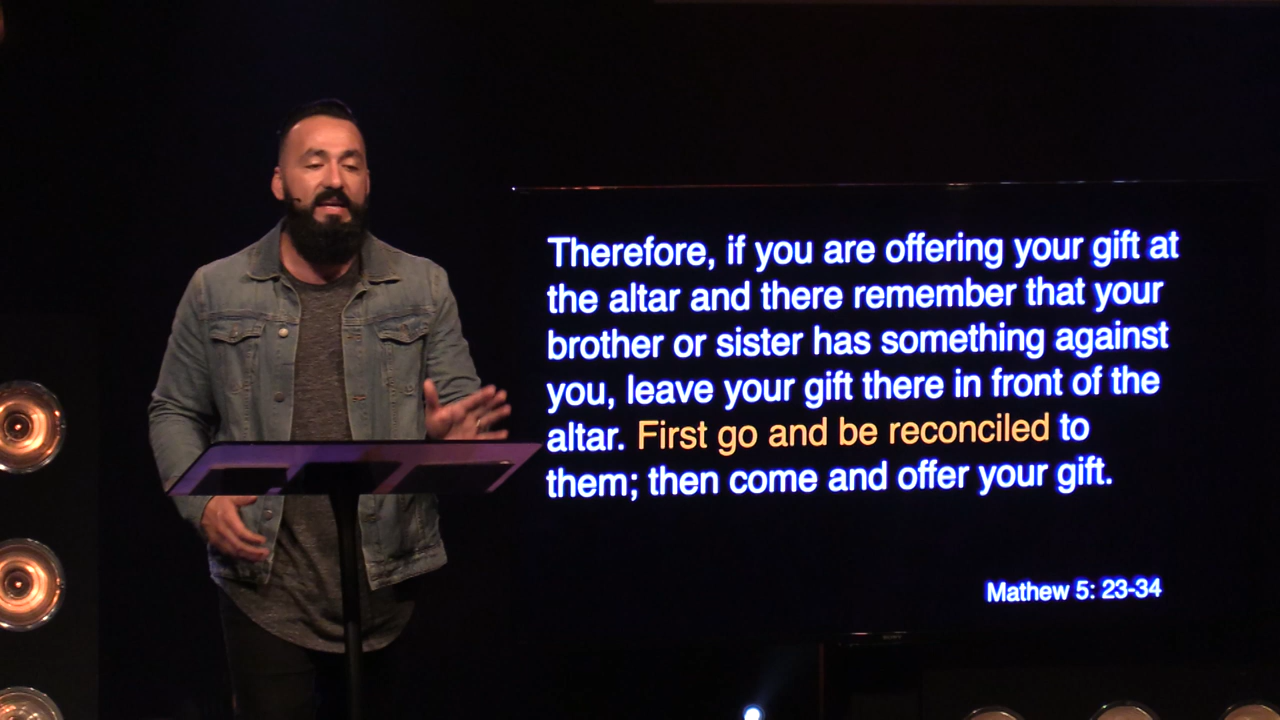 Therefore, if you are offering your gift at
the altar and there remember that your
brother or sister has something against
you, leave your gift there in front of the
altar. First go and be reconciled to
them; then come and offer your gift.
Mathew 5: 23-34
SONY